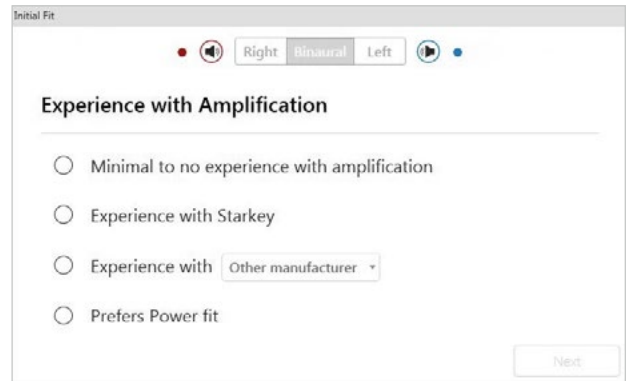 Initial Fit
Right Binaural Left
Experience with Amplification
Minimal to no experience with amplification
Experience with Starkey
Experience with Other manufacturer
Prefers Power fit
Next